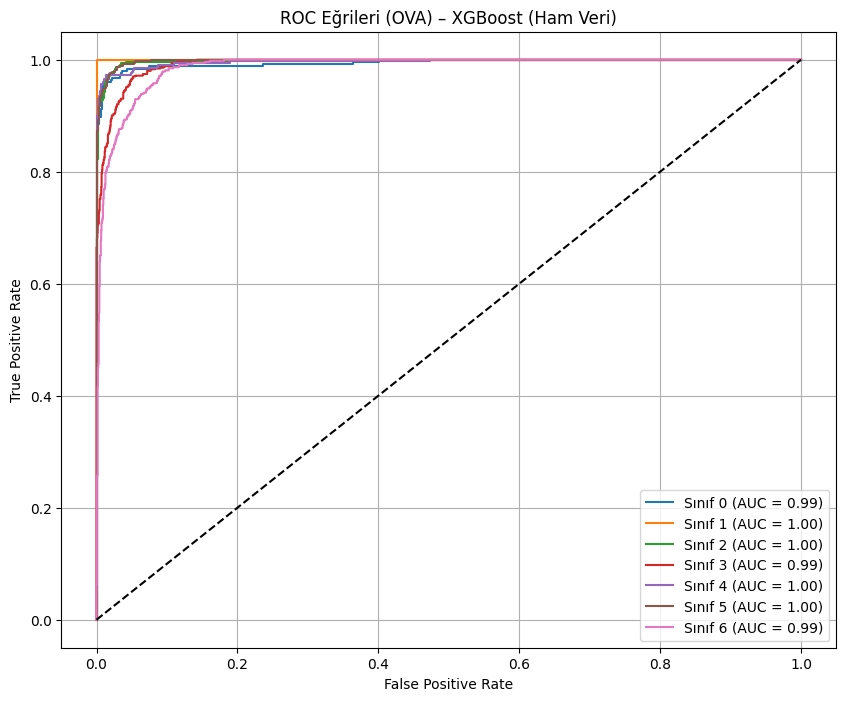 ROC Eğrileri (OVA) – XGBoost (Ham Veri)
True Positive Rate
1.0
0.8
0.6
0.4
0.2
0.0
Sınıf 0 (AUC = 0.99)
Sınıf 1 (AUC = 1.00)
Sınıf 2 (AUC = 1.00)
Sınıf 3 (AUC = 0.99)
Sınıf 4 (AUC = 1.00)
Sınıf 5 (AUC = 1.00)
Sınıf 6 (AUC = 0.99)
0.0 0.2 0.4 0.6 0.8 1.0
False Positive Rate